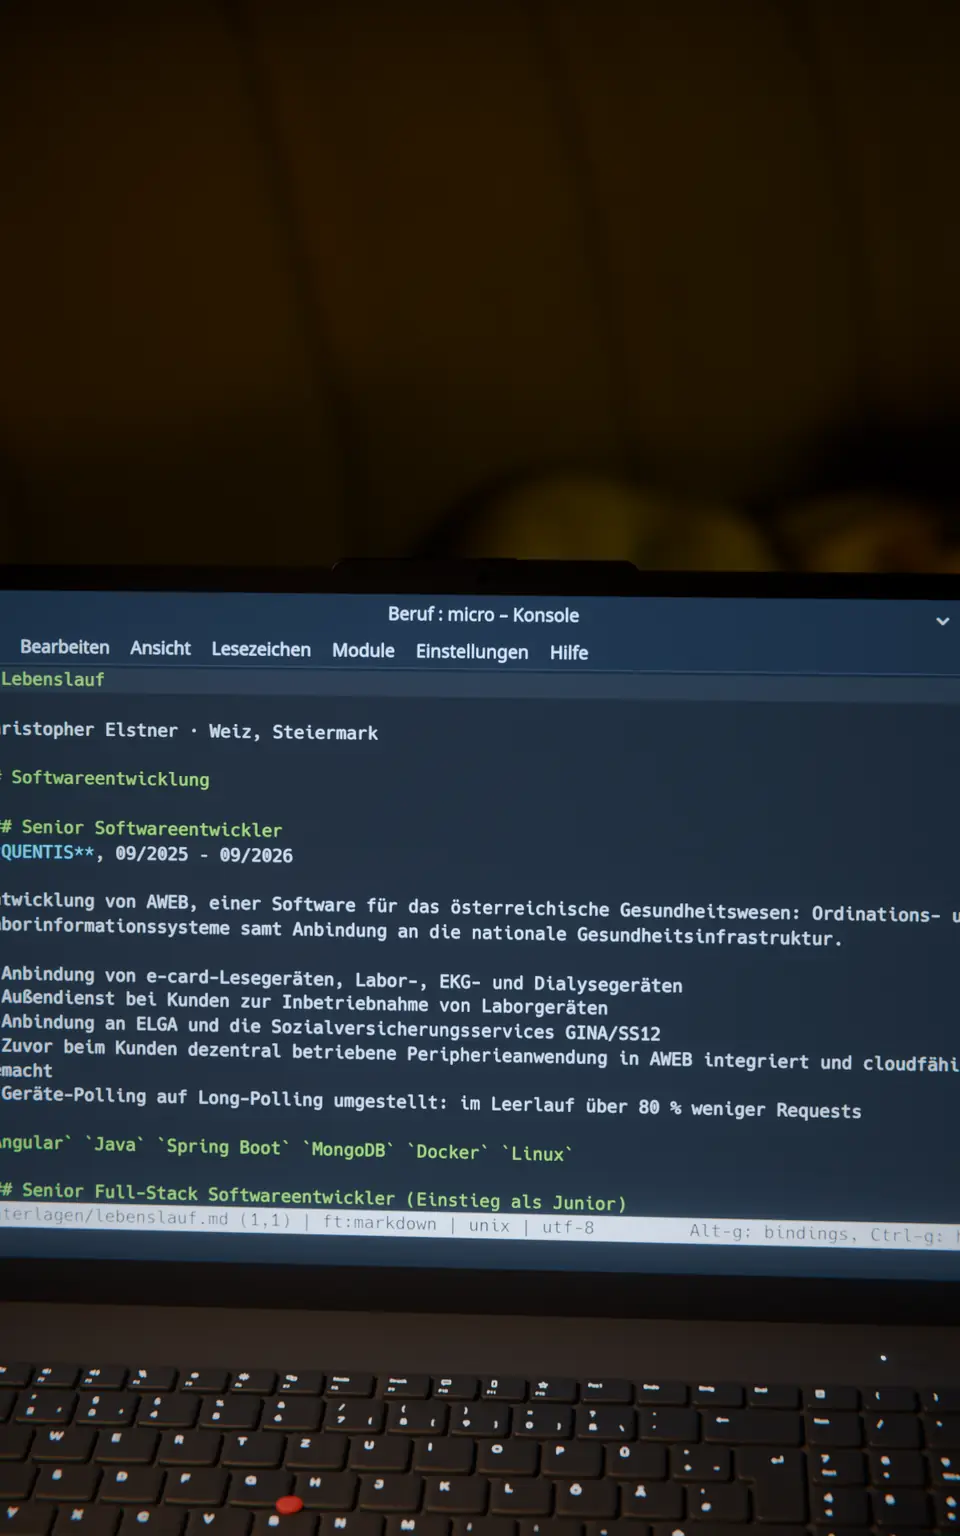 Beruf : micro – Konsole
Bearbeiten Ansicht Lesezeichen Module Einstellungen Hilfe
Lebenslauf
ristopher Elstner · Weiz, Steiermark
# Softwareentwicklung
## Senior Softwareentwickler
QUENTIS**, 09/2025 - 09/2026
twicklung von AWEB, einer Software für das österreichische Gesundheitswesen: Ordinations- u
borinformationssysteme samt Anbindung an die nationale Gesundheitsinfrastruktur.
Anbindung von e-card-Lesegeräten, Labor-, EKG- und Dialysegeräten
Außendienst bei Kunden zur Inbetriebnahme von Laborgeräten
Anbindung an ELGA und die Sozialversicherungsservices GINA/SS12
Zuvor beim Kunden dezentral betriebene Peripherieanwendung in AWEB integriert und cloudfähi
macht
Geräte-Polling auf Long-Polling umgestellt: im Leerlauf über 80 % weniger Requests
ngular` `Java` `Spring Boot` `MongoDB` `Docker` `Linux`
## Senior Full-Stack Softwareentwickler (Einstieg als Junior)
terlagen/lebenslauf.md (1,1) | ft:markdown | unix | utf-8 Alt-g: bindings, Ctrl-g: h
W E R T Z U I O P Ö
S D F G H J K L Ö Ä
Y X C V B N M